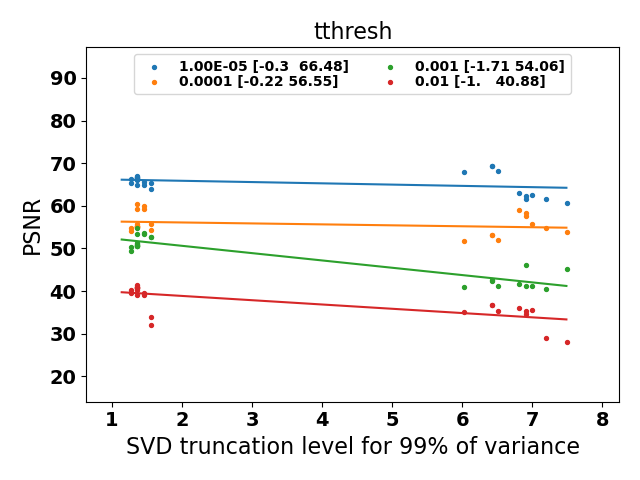 tthresh
1.00E-05 [-0.3  66.48]
0.0001 [-0.22 56.55]
0.001 [-1.71 54.06]
0.01 [-1.   40.88]
PSNR
90
80
70
60
50
40
30
20
1 2 3 4 5 6 7 8
SVD truncation level for 99% of variance